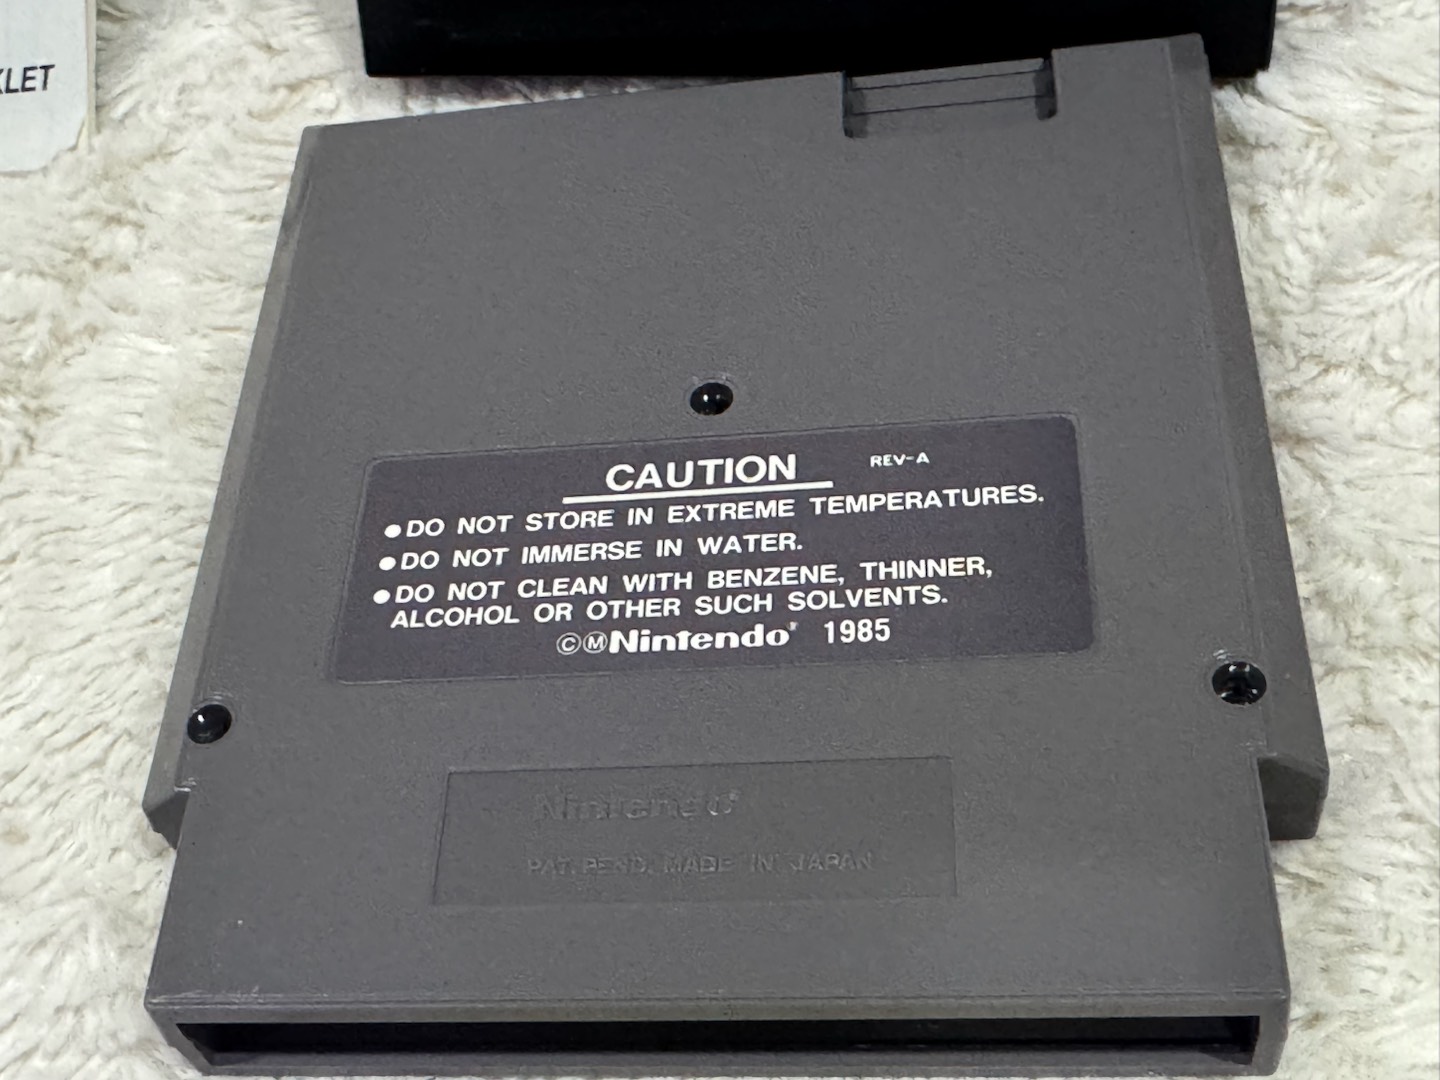 KLET
CAUTION REV-A
●DO NOT STORE IN EXTREME TEMPERATURES.
●DO NOT IMMERSE IN WATER.
●DO NOT CLEAN WITH BENZENE, THINNER,
ALCOHOL OR OTHER SUCH SOLVENTS.
©ⓂNintendo® 1985
Nintendo®
PAT. PEND. MADE IN JAPAN